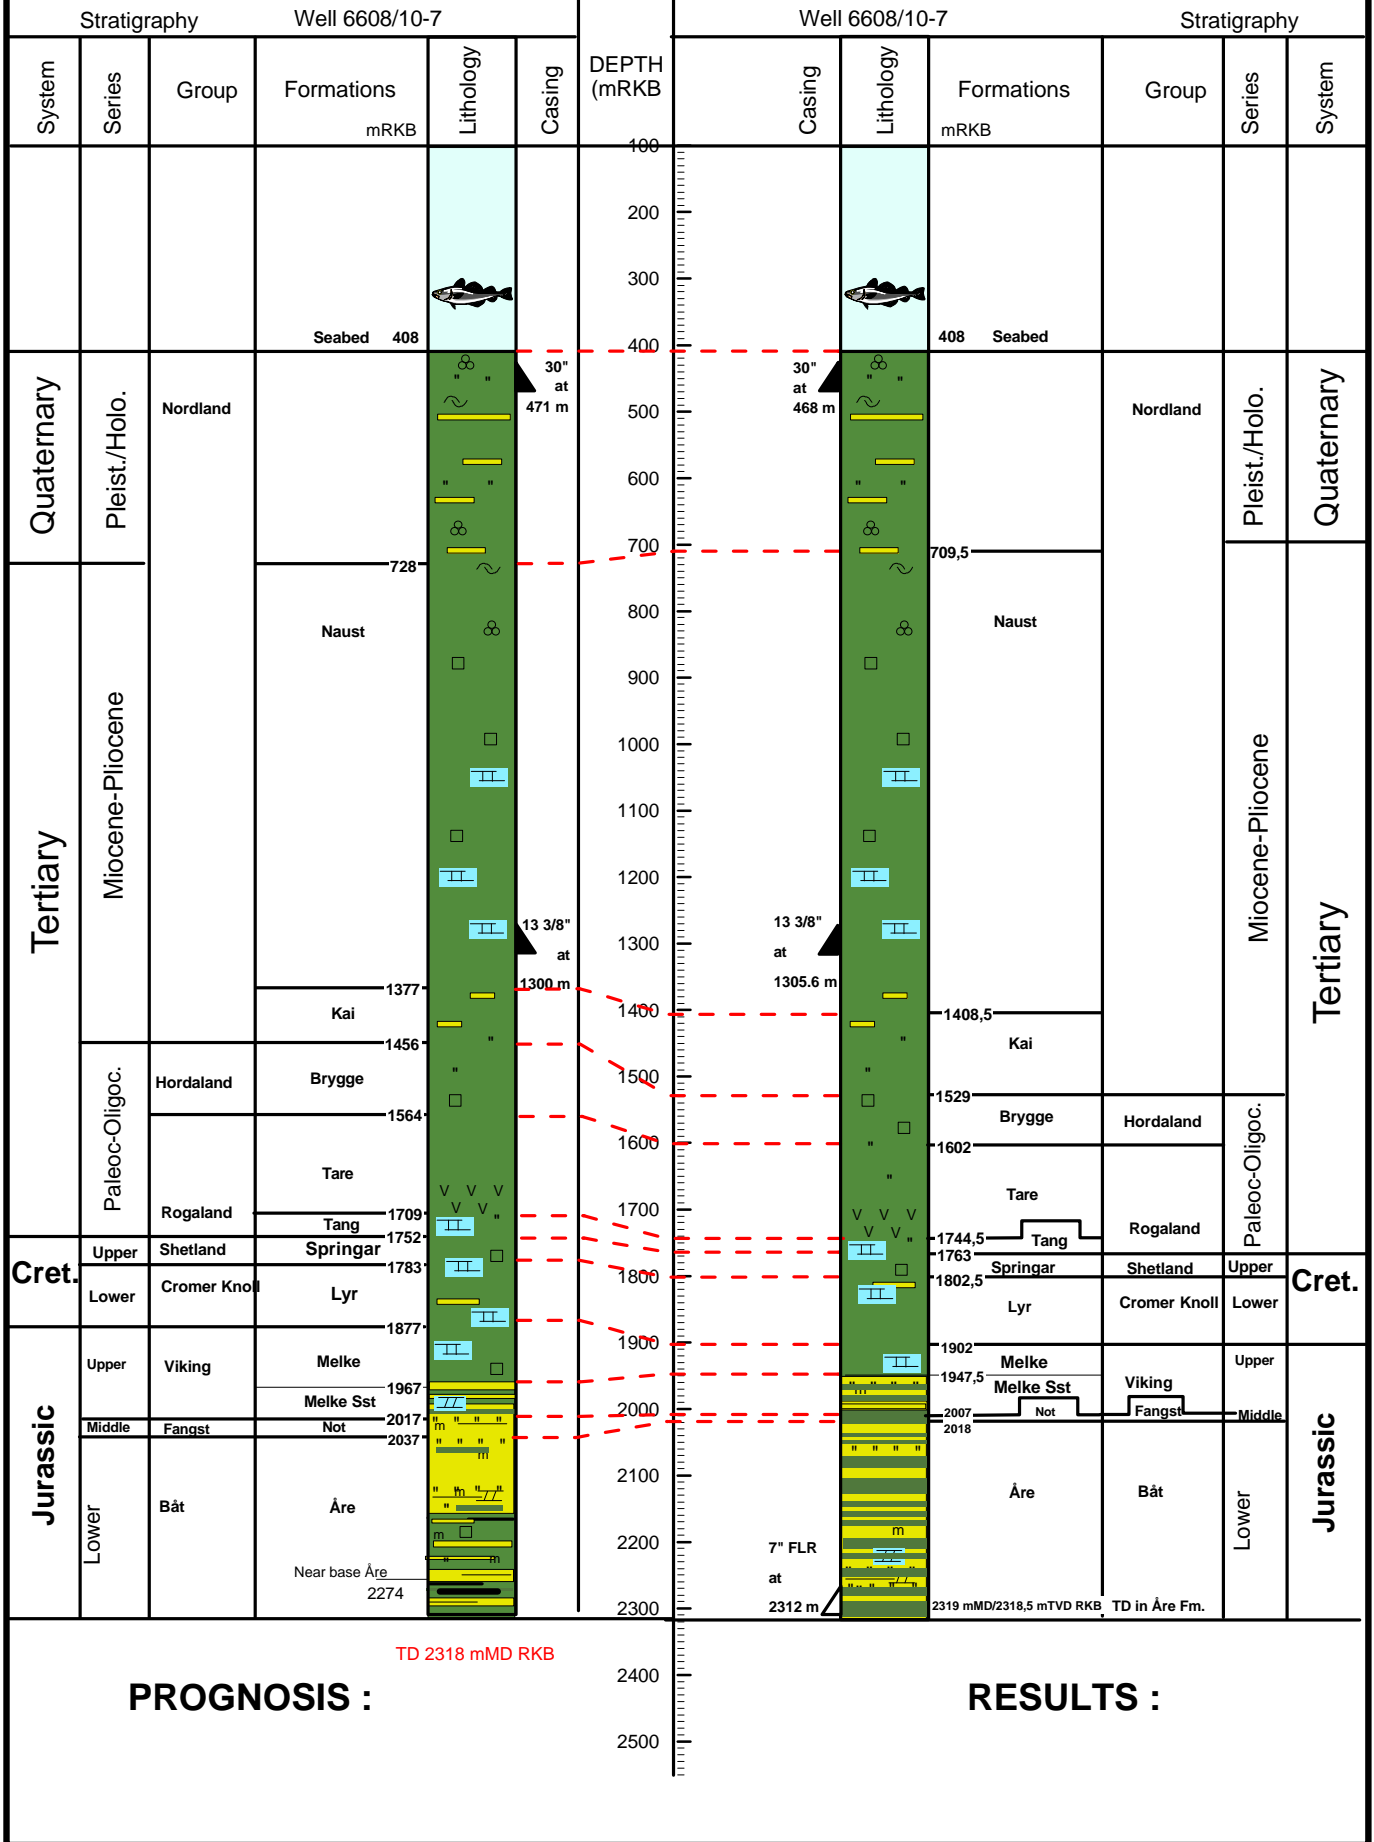 Stratigraphy Well 6608/10-7 Well 6608/10-7 Stratigraphy
System Series Group Formations mRKB Lithology Casing DEPTH (mRKB Casing Lithology Formations mRKB Group Series System
100
200
300
Seabed 408 408 Seabed
400
30" at 471 m
30" at 468 m
Quaternary Pleist./Holo. Nordland
Nordland Pleist./Holo. Quaternary
500
600
700
728
709,5
Naust
Naust
800
900
1000
Tertiary Miocene-Pliocene
Miocene-Pliocene Tertiary
1100
1200
13 3/8" at 1300 m
13 3/8" at 1305.6 m
1300
1377
1400
1408,5
Kai
Kai
1456
1500
1529
Paleoc-Oligoc. Hordaland Brygge
Brygge Hordaland Paleoc-Oligoc.
1564
1600
1602
Tare
Tare
V V V
V V
V V V
V V
Rogaland 1709
1700
1744,5 Rogaland
Tang
Tang
1752
1763
Cret. Upper Shetland Springar
Springar Shetland Upper Cret.
1783
1800
1802,5
Lower Cromer Knoll Lyr
Lyr Cromer Knoll Lower
1877
1900
1902
Jurassic Upper Viking Melke
Melke Viking Upper Jurassic
1967
1947,5
Melke Sst
Melke Sst
2000
2017
2007
Middle Fangst Not
Not Fangst Middle
2037
2018
m
m
m
m
m
m
m
m
2100
Lower Båt Åre
Åre Båt Lower
2200
7" FLR at 2312 m
Near base Åre
2274
2300
2319 mMD/2318,5 mTVD RKB TD in Åre Fm.
TD 2318 mMD RKB
2400
PROGNOSIS : RESULTS :
2500